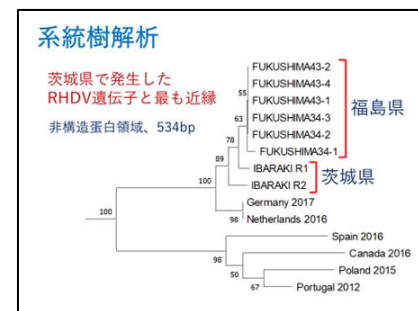 系統樹解析
茨城県で発生した
RHDV遺伝子と最も近縁
非構造蛋白領域、534bp
FUKUSHIMA43-2
FUKUSHIMA43-4
FUKUSHIMA43-1
FUKUSHIMA34-3
FUKUSHIMA34-2
FUKUSHIMA34-1
福島県
IBARAKI R1
IBARAKI R2
茨城県
Germany 2017
Netherlands 2016
Spain 2016
Canada 2016
Poland 2015
Portugal 2012
55
63
78
89
100
98
100
98
50
67